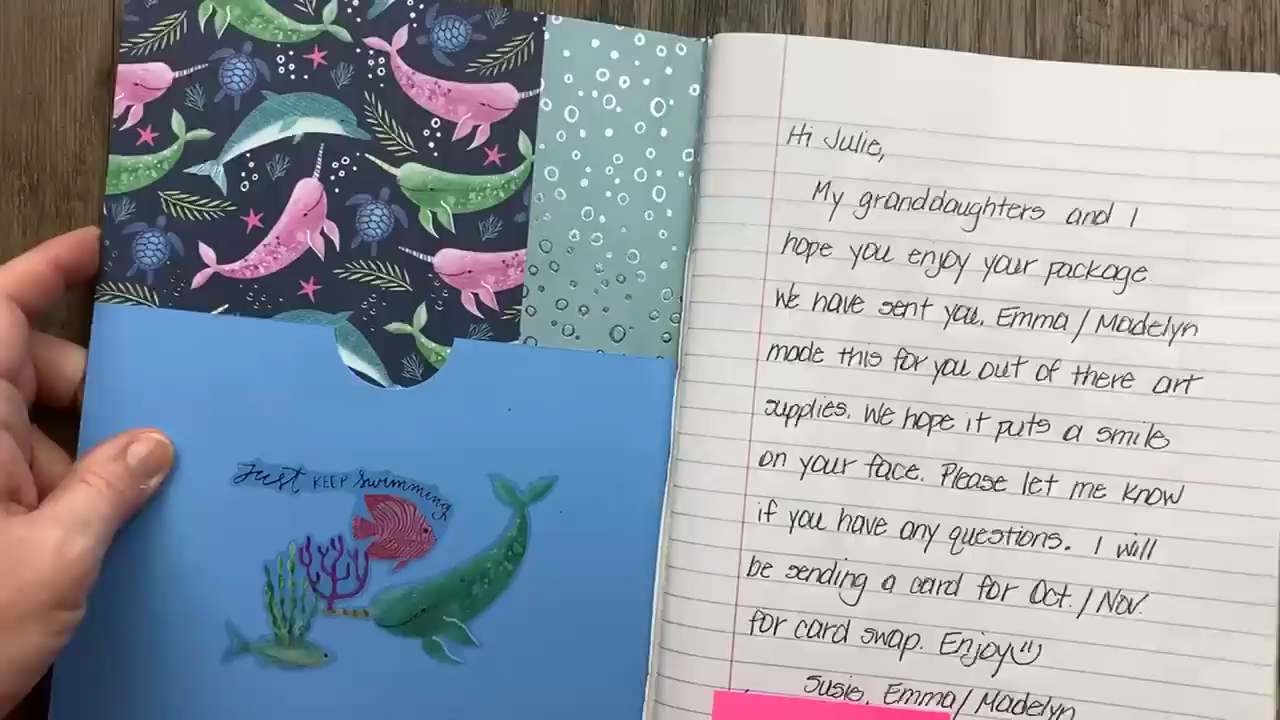 Just KEEP Swimming
Hi Julie,
My granddaughters and I
hope you enjoy your package.
We have sent you. Emma/Madelyn
made this for you out of there art
supplies. We hope it puts a smile
on your face. Please let me know
if you have any questions. I will
be sending a card for Oct./Nov.
for card swap. Enjoy
Susie, Emma/Madelyn